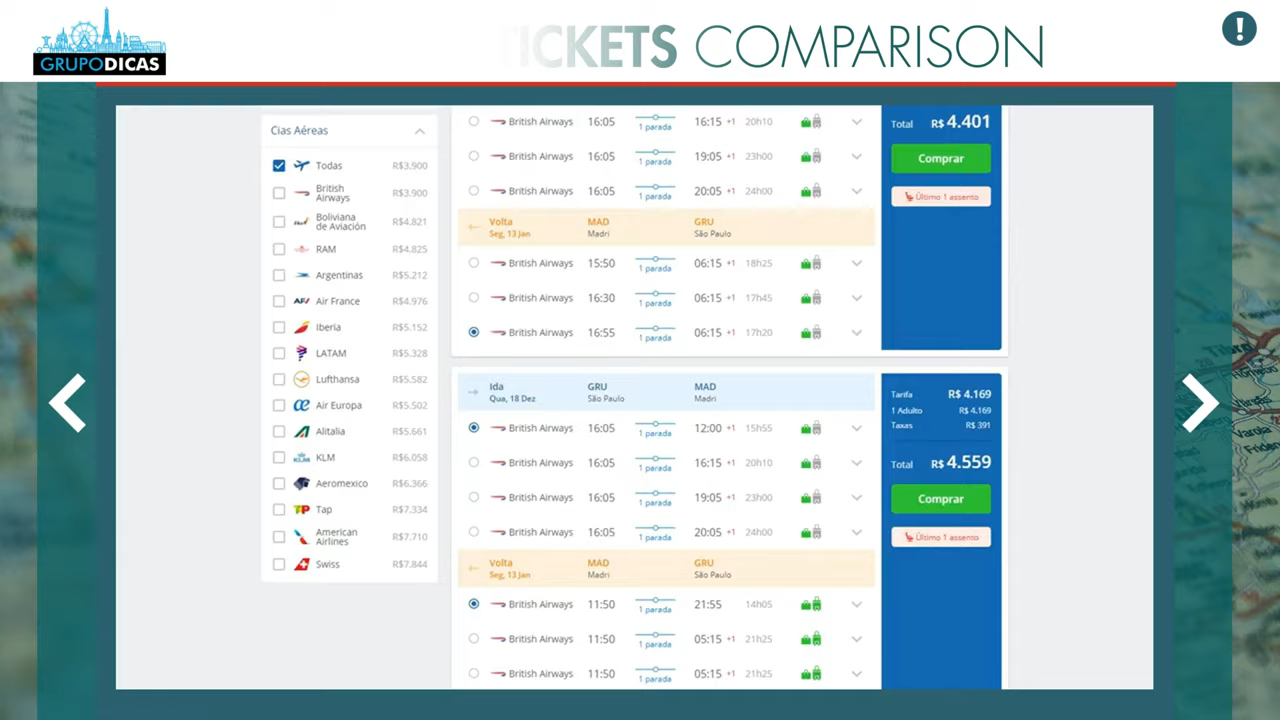 GRUPODICAS
TICKETS COMPARISON
!
Cias Aéreas
Todas R$3.900
British
Airways R$3.900
Boliviana
de Aviación R$4.821
RAM R$4.825
Argentinas R$5.212
AF Air France R$4.976
Iberia R$5.152
LATAM R$5.328
Lufthansa R$5.582
Air Europa R$5.502
Alitalia R$5.661
KLM KLM R$6.058
Aeromexico R$6.366
TP Tap R$7.334
American
Airlines R$7.710
Swiss R$7.844
British Airways 16:05 1 parada 16:15 +1 20h10
British Airways 16:05 1 parada 19:05 +1 23h00
British Airways 16:05 1 parada 20:05 +1 24h00
Volta MAD GRU
Seg, 13 Jan Madri São Paulo
British Airways 15:50 1 parada 06:15 +1 18h25
British Airways 16:30 1 parada 06:15 +1 17h45
British Airways 16:55 1 parada 06:15 +1 17h20
Total R$ 4.401
Comprar
Último 1 assento
Ida GRU MAD
Qua, 18 Dez São Paulo Madri
British Airways 16:05 1 parada 12:00 +1 15h55
British Airways 16:05 1 parada 16:15 +1 20h10
British Airways 16:05 1 parada 19:05 +1 23h00
British Airways 16:05 1 parada 20:05 +1 24h00
Volta MAD GRU
Seg, 13 Jan Madri São Paulo
British Airways 11:50 1 parada 21:55 14h05
British Airways 11:50 1 parada 05:15 +1 21h25
British Airways 11:50 1 parada 05:15 +1 21h25
Tarifa R$ 4.169
1 Adulto R$ 4.169
Taxas R$ 391
Total R$ 4.559
Comprar
Último 1 assento